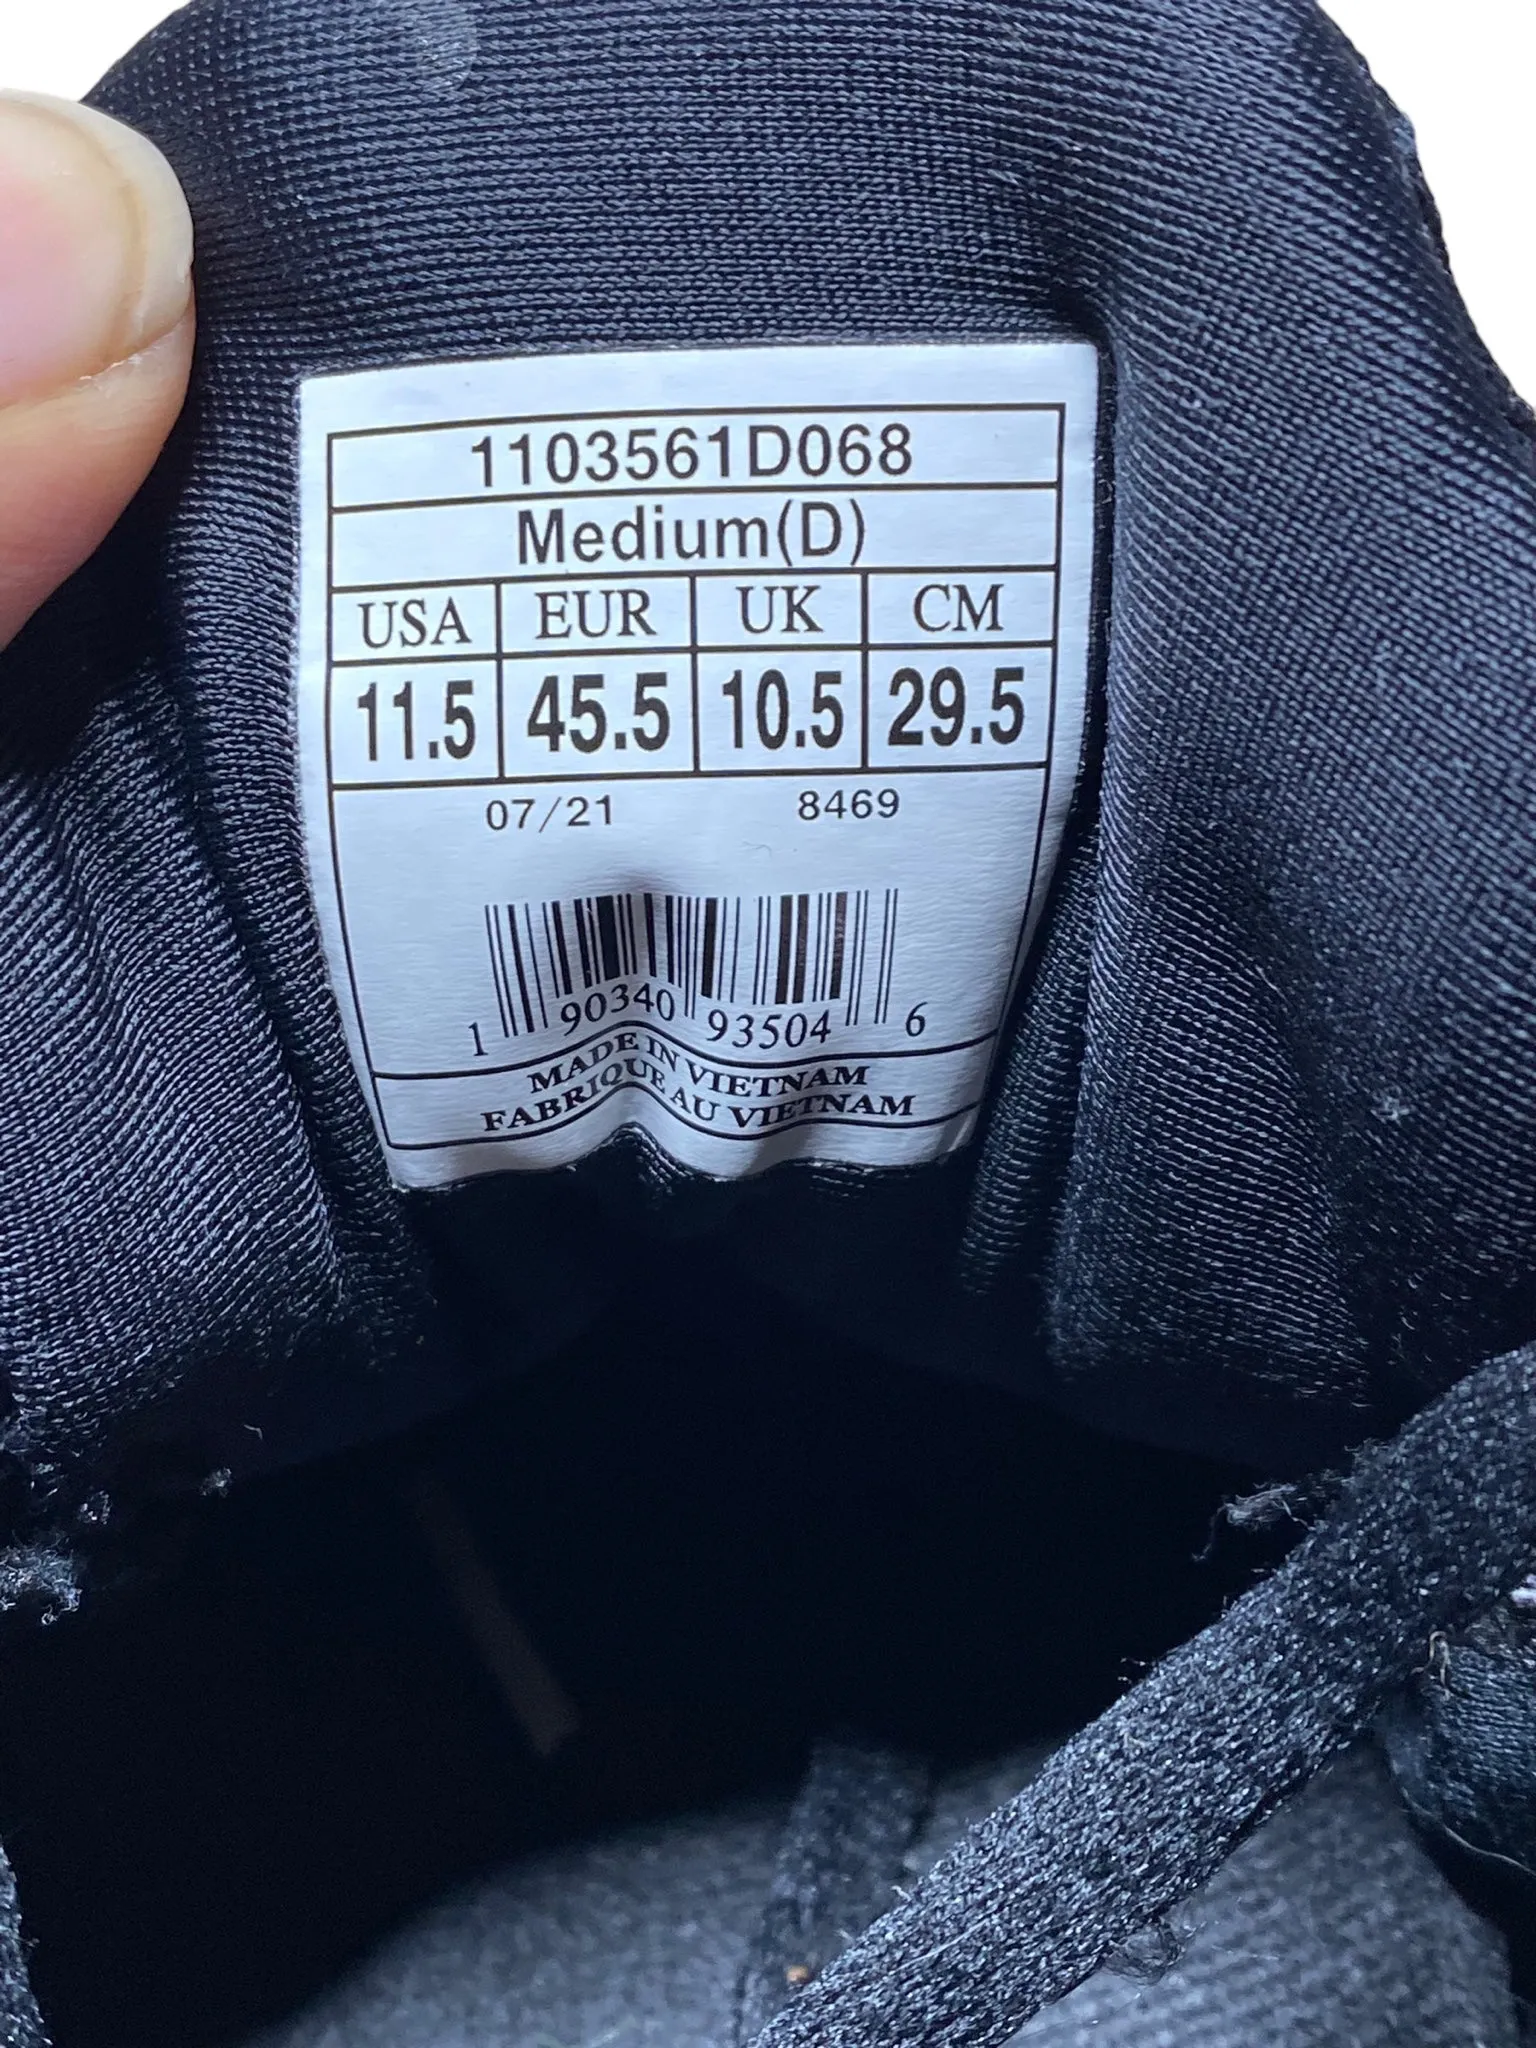 1103561D068
Medium(D)
USA EUR UK CM
11.5 45.5 10.5 29.5
07/21 8469
1 90340 93504 6
MADE IN VIETNAM
FABRIQUE AU VIETNAM